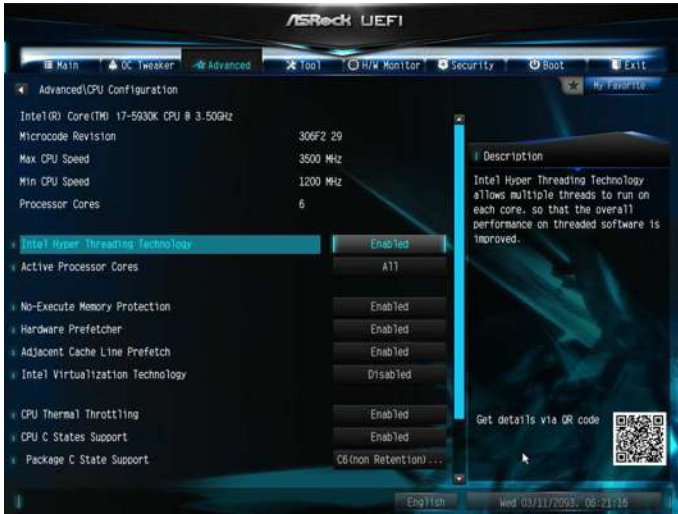 ASRock UEFI
Main OC Tweaker Advanced Tool H/W Monitor Security Boot Exit
Advanced\CPU Configuration
My Favorite
Intel(R) Core(TM) i7-5930K CPU @ 3.50GHz
Microcode Revision 306F2 29
Max CPU Speed 3500 MHz
Min CPU Speed 1200 MHz
Processor Cores 6
Intel Hyper Threading Technology Enabled
Active Processor Cores All
No-Execute Memory Protection Enabled
Hardware Prefetcher Enabled
Adjacent Cache Line Prefetch Enabled
Intel Virtualization Technology Disabled
CPU Thermal Throttling Enabled
CPU C States Support Enabled
Package C State Support C6(non Retention)...
Description
Intel Hyper Threading Technology
allows multiple threads to run on
each core, so that the overall
performance on threaded software is
improved.
Get details via QR code
English
Wed 03/11/2093, 06:21:16